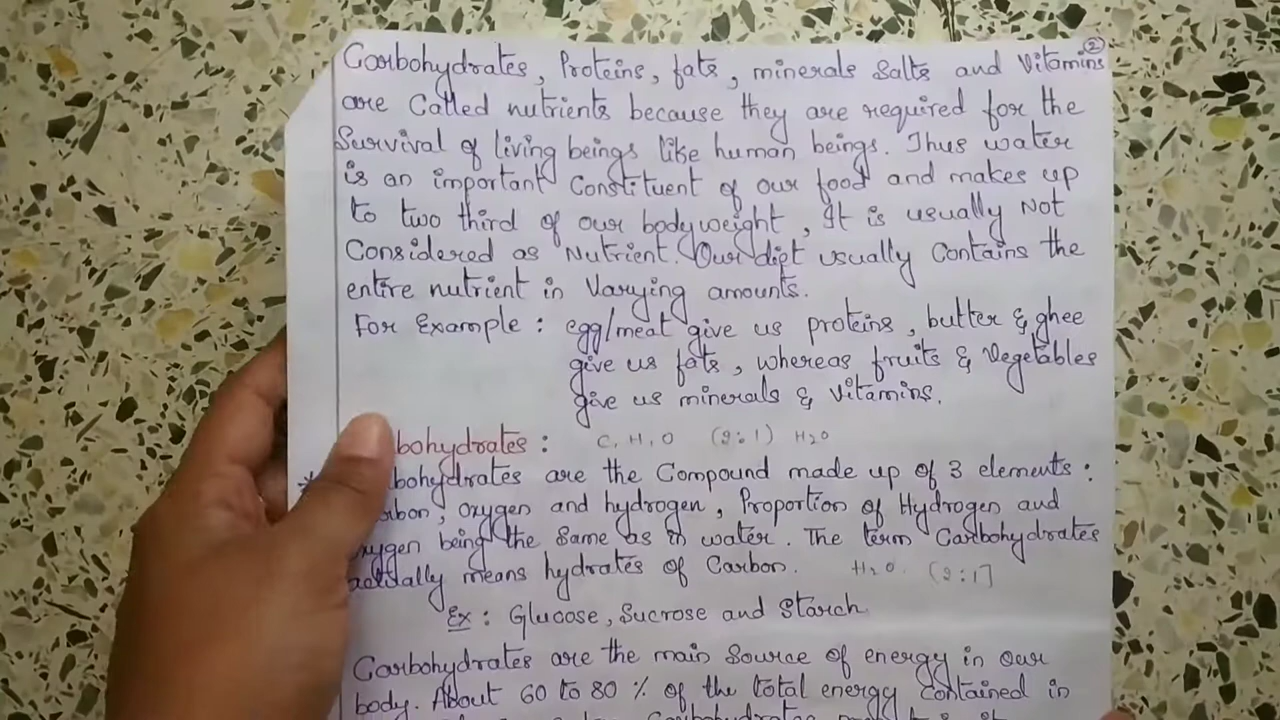 ②
Carbohydrates, Proteins, fats, minerals Salts and Vitamins
are Called nutrients because they are required for the
Survival of living beings like human beings. Thus water
is an important Constituent of our food and makes up
to two third of our bodyweight, It is usually Not
Considered as Nutrient. Our diet usually Contains the
entire nutrient in Varying amounts.
For Example: egg/meat give us proteins, butter & ghee
give us fats, whereas fruits & Vegetables
give us minerals & vitamins.
bohydrates: C, H, O (2:1) H2O
bohydrates are the Compound made up of 3 elements:
bon, Oxygen and hydrogen, Proportion of Hydrogen and
xygen being the Same as in water. The term Carbohydrates
actually means hydrates of Carbon. H2O. (2:1]
Ex: Glucose, Sucrose and Starch
Carbohydrates are the main Source of energy in our
body. About 60 to 80 % of the total energy Contained in